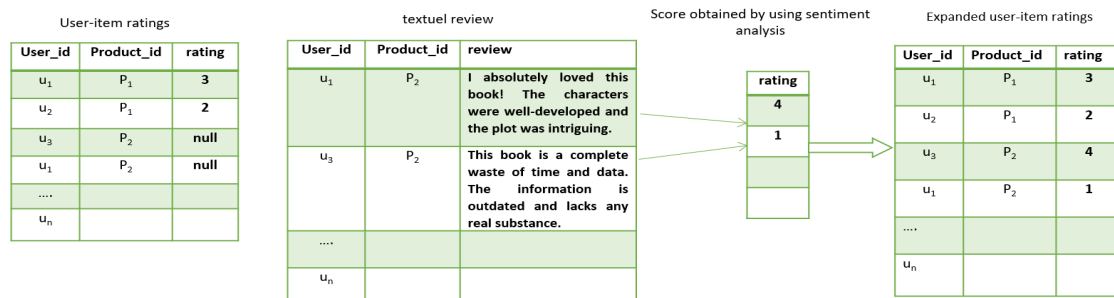 User-item ratings
User_id Product_id rating
u1 P1 3
u2 P1 2
u3 P2 null
u1 P2 null
....
un
textuel review
User_id Product_id review
u1 P2 I absolutely loved this
book! The characters
were well-developed and
the plot was intriguing.
u3 P2 This book is a complete
waste of time and data.
The information is
outdated and lacks any
real substance.
....
un
Score obtained by using sentiment
analysis
rating
4
1
Expanded user-item ratings
User_id Product_id rating
u1 P1 3
u2 P1 2
u3 P2 4
u1 P2 1
....
un